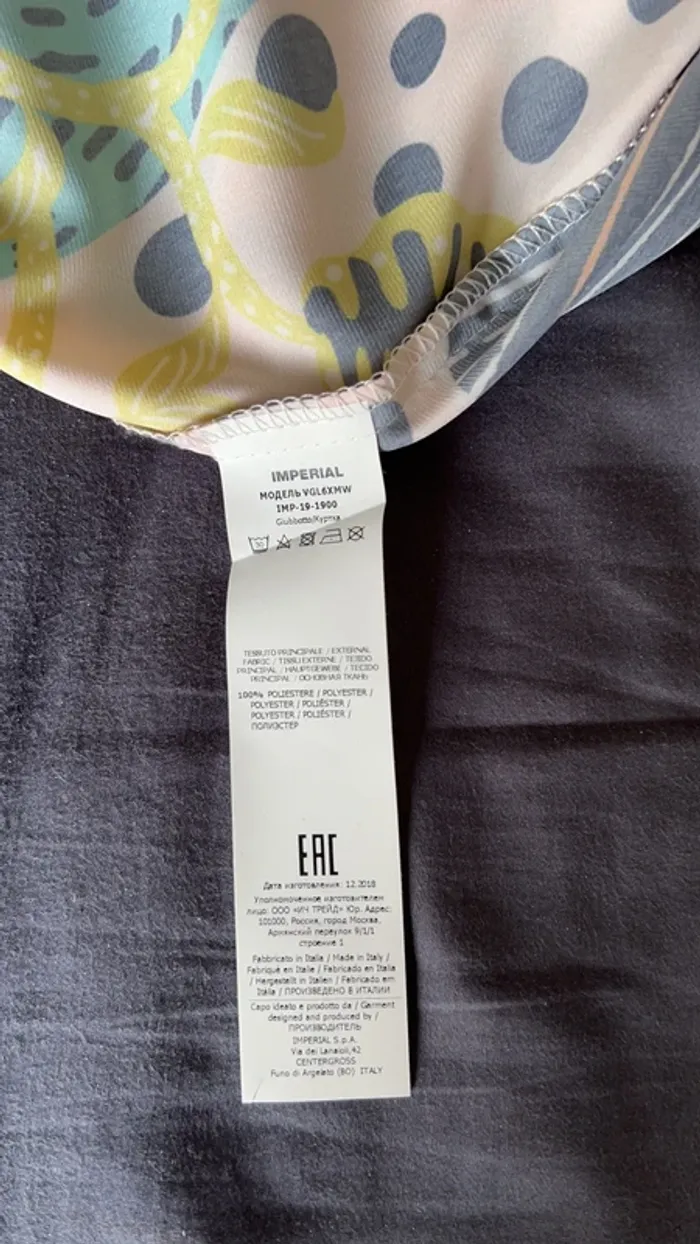 IMPERIAL
МОДЕЛЬ VGL6XMW
IMP-19-1900
Giubbotto/Куртка
30
TESSUTO PRINCIPALE / EXTERNAL
FABRIC / TISSU EXTERNE / TEJIDO
PRINCIPAL / HAUPTGEWEBE / TECIDO
PRINCIPAL / ОСНОВНАЯ ТКАНЬ
100% POLIESTERE / POLYESTER /
POLYESTER / POLIÉSTER /
POLYESTER / POLIÉSTER /
ПОЛИЭСТЕР
EAC
Дата изготовления: 12.2018
Уполномоченное изготовителем
лицо: ООО «ИЧ ТРЕЙД» Юр. Адрес:
101000, Россия, город Москва,
Армянский переулок 9/1/1
строение 1
Fabbricato in Italia / Made in Italy /
Fabriqué en Italie / Fabricado en Italia
/ Hergestellt in Italien / Fabricado em
Itália / ПРОИЗВЕДЕНО В ИТАЛИИ
Capo ideato e prodotto da / Garment
designed and produced by /
ПРОИЗВОДИТЕЛЬ
IMPERIAL S.p.A.
Via dei Lanaioli,42
CENTERGROSS
Funo di Argelato (BO) ITALY